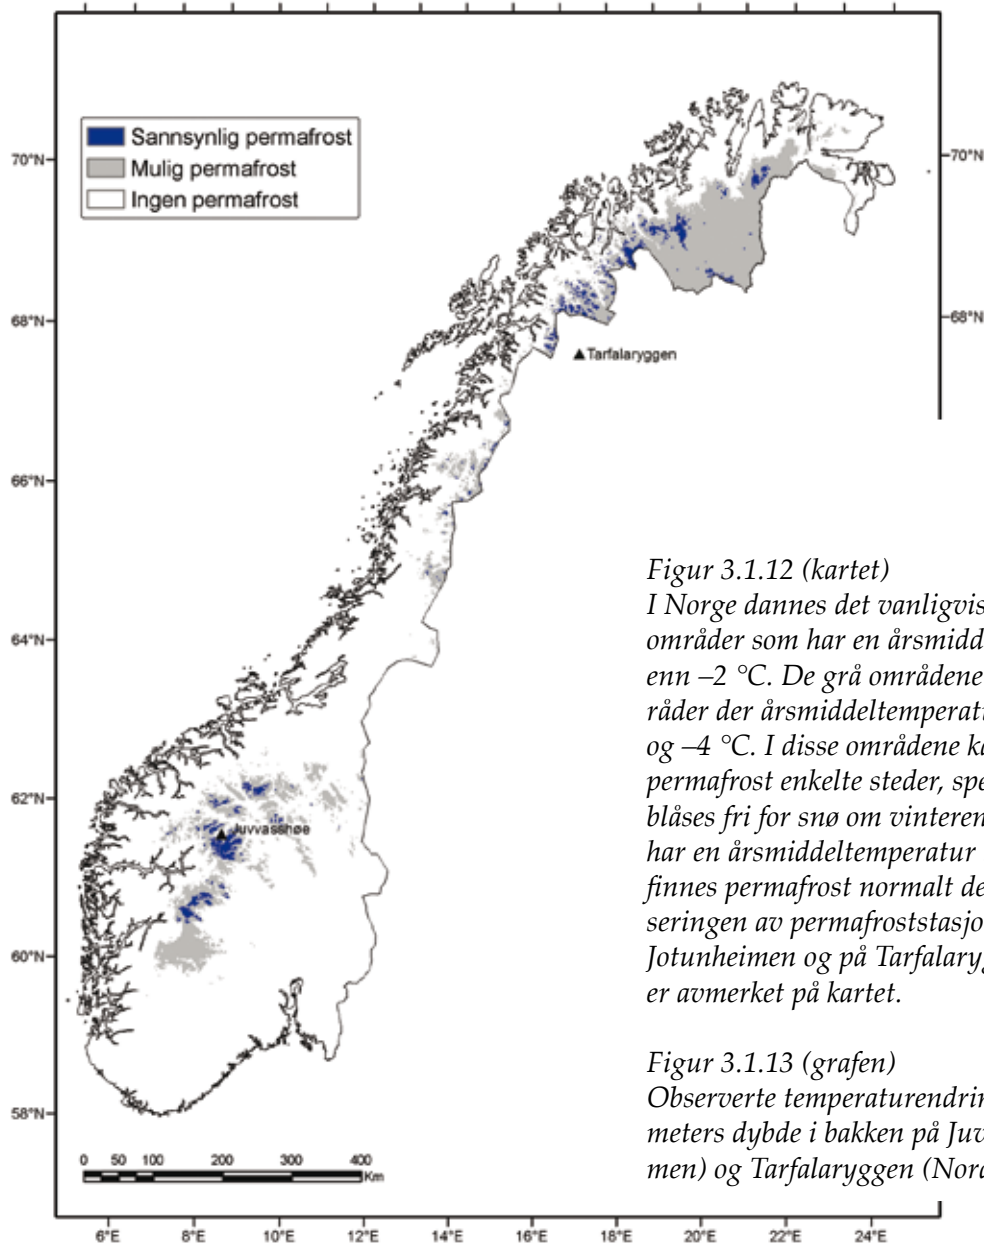 Sannsynlig permafrost
Mulig permafrost
Ingen permafrost
70°N
70°N
68°N
68°N
Tarfalaryggen
66°N
64°N
62°N
Juvvasshøe
60°N
58°N
0 50 100 200 300 400
Km
6°E 8°E 10°E 12°E 14°E 16°E 18°E 20°E 22°E 24°E
Figur 3.1.12 (kartet)
I Norge dannes det vanligvis
områder som har en årsmidd
enn –2 °C. De grå områdene
råder der årsmiddeltemperati
og –4 °C. I disse områdene ka
permafrost enkelte steder, spe
blåses fri for snø om vinteren
har en årsmiddeltemperatur
finnes permafrost normalt de
seringen av permafroststasjo
Jotunheimen og på Tarfalaryg
er avmerket på kartet.
Figur 3.1.13 (grafen)
Observerte temperaturendrin
meters dybde i bakken på Juv
men) og Tarfalaryggen (Nord